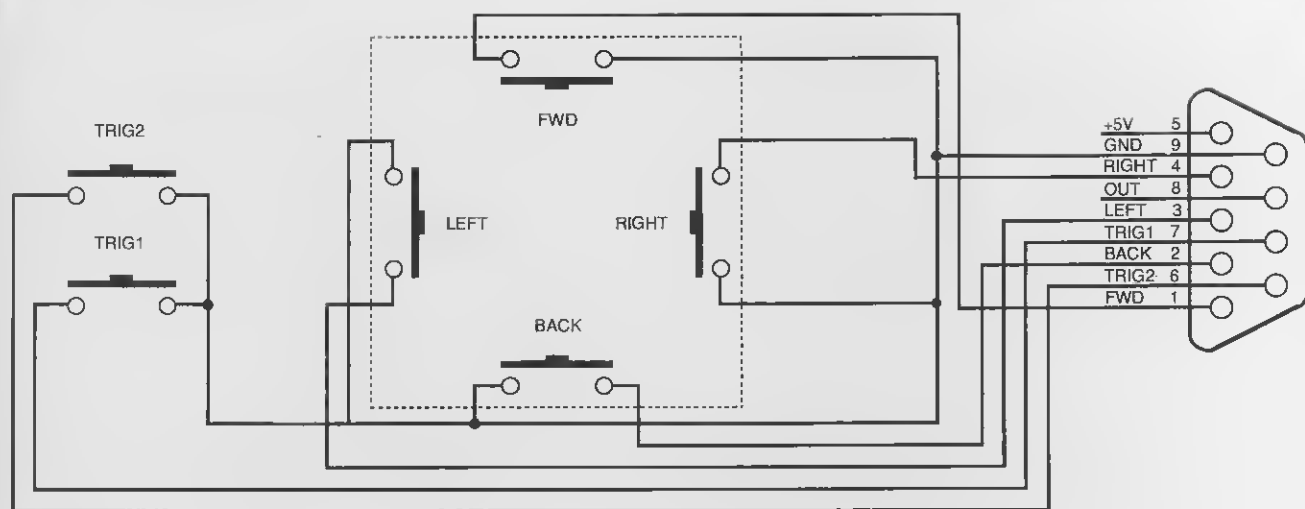 FWD
TRIG2
LEFT
RIGHT
TRIG1
BACK
+5V 5
GND 9
RIGHT 4
OUT 8
LEFT 3
TRIG1 7
BACK 2
TRIG2 6
FWD 1